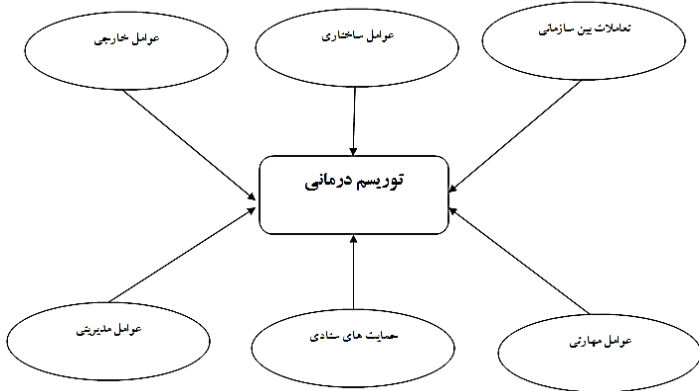 تعاملات بین سازمانی
عوامل ساختاری
عوامل خارجی
توریسم درمانی
عوامل مهارتی
حمایت های ستادی
عوامل مدیریتی